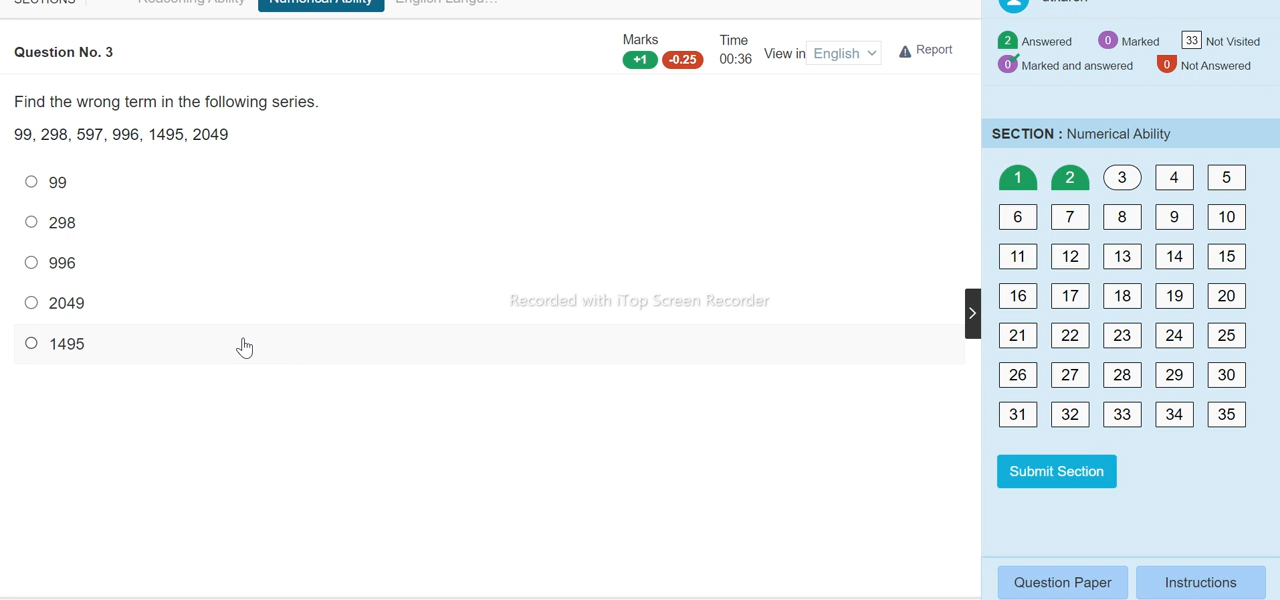 SECTIONS
Reasoning Ability
Numerical Ability
English Langu...
Question No. 3
Marks
+1
-0.25
Time
00:36
View in
English
Report
Find the wrong term in the following series.
99, 298, 597, 996, 1495, 2049
99
298
996
2049
1495
Recorded with iTop Screen Recorder
2 Answered
0 Marked
33 Not Visited
0 Marked and answered
0 Not Answered
SECTION : Numerical Ability
1 2 3 4 5
6 7 8 9 10
11 12 13 14 15
16 17 18 19 20
21 22 23 24 25
26 27 28 29 30
31 32 33 34 35
Submit Section
Question Paper
Instructions